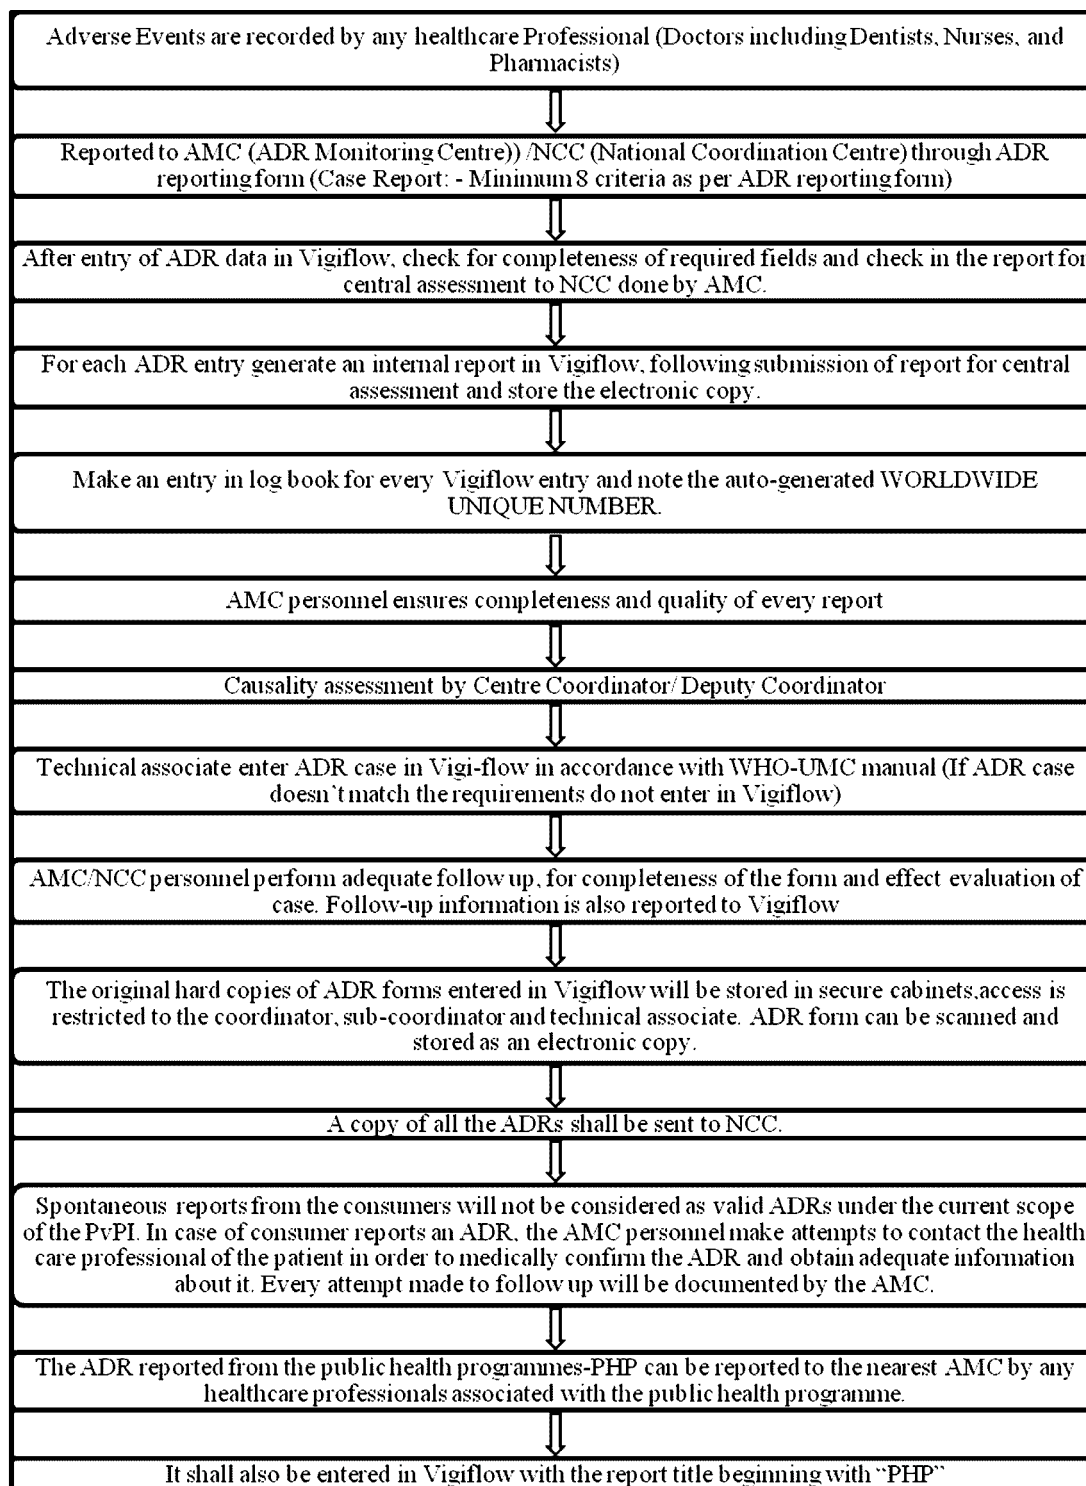 Adverse Events are recorded by any healthcare Professional (Doctors including Dentists, Nurses, and
Pharmacists)
Reported to AMC (ADR Monitoring Centre)) /NCC (National Coordination Centre) through ADR
reporting form (Case Report: - Minimum 8 criteria as per ADR reporting form)
After entry of ADR data in Vigiflow, check for completeness of required fields and check in the report for
central assessment to NCC done by AMC.
For each ADR entry generate an internal report in Vigiflow, following submission of report for central
assessment and store the electronic copy.
Make an entry in log book for every Vigiflow entry and note the auto-generated WORLDWIDE
UNIQUE NUMBER.
AMC personnel ensures completeness and quality of every report
Causality assessment by Centre Coordinator/ Deputy Coordinator
Technical associate enter ADR case in Vigi-flow in accordance with WHO-UMC manual (If ADR case
doesn`t match the requirements do not enter in Vigiflow)
AMC/NCC personnel perform adequate follow up, for completeness of the form and effect evaluation of
case. Follow-up information is also reported to Vigiflow
The original hard copies of ADR forms entered in Vigiflow will be stored in secure cabinets,access is
restricted to the coordinator, sub-coordinator and technical associate. ADR form can be scanned and
stored as an electronic copy.
A copy of all the ADRs shall be sent to NCC.
Spontaneous reports from the consumers will not be considered as valid ADRs under the current scope
of the PvPI. In case of consumer reports an ADR, the AMC personnel make attempts to contact the health
care professional of the patient in order to medically confirm the ADR and obtain adequate information
about it. Every attempt made to follow up will be documented by the AMC.
The ADR reported from the public health programmes-PHP can be reported to the nearest AMC by any
healthcare professionals associated with the public health programme.
It shall also be entered in Vigiflow with the report title beginning with “PHP”